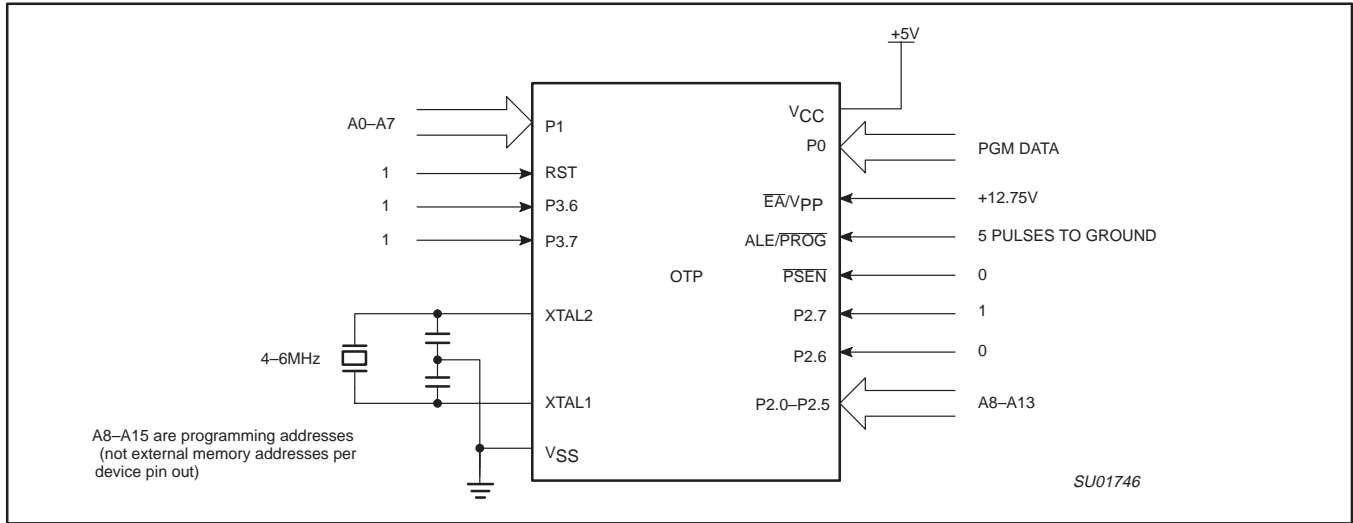 +5V
A0–A7
P1
VCC
P0
PGM DATA
1
RST
1
P3.6
EA/VPP
+12.75V
1
P3.7
ALE/PROG
5 PULSES TO GROUND
OTP
PSEN
0
XTAL2
P2.7
1
4–6MHz
P2.6
0
XTAL1
P2.0–P2.5
A8–A13
A8–A15 are programming addresses
(not external memory addresses per
device pin out)
VSS
SU01746